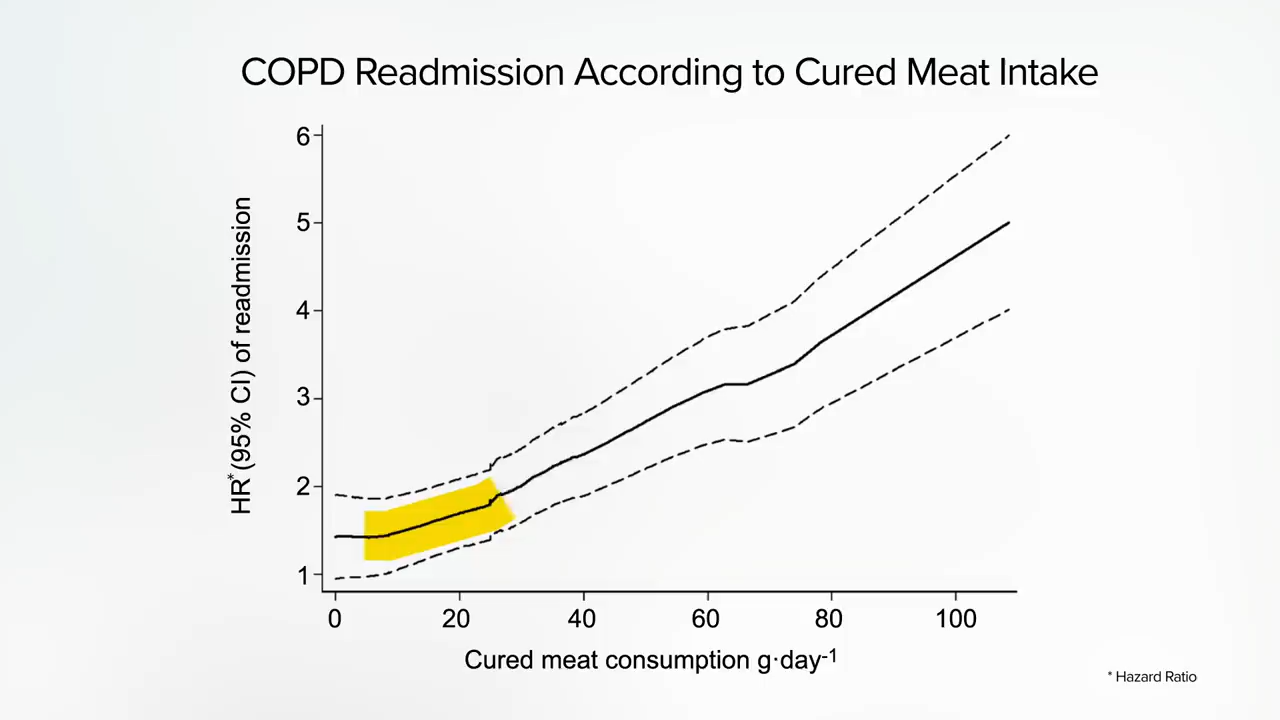 COPD Readmission According to Cured Meat Intake
6
5
4
3
2
1
HR* (95% CI) of readmission
0 20 40 60 80 100
Cured meat consumption g·day-1
* Hazard Ratio